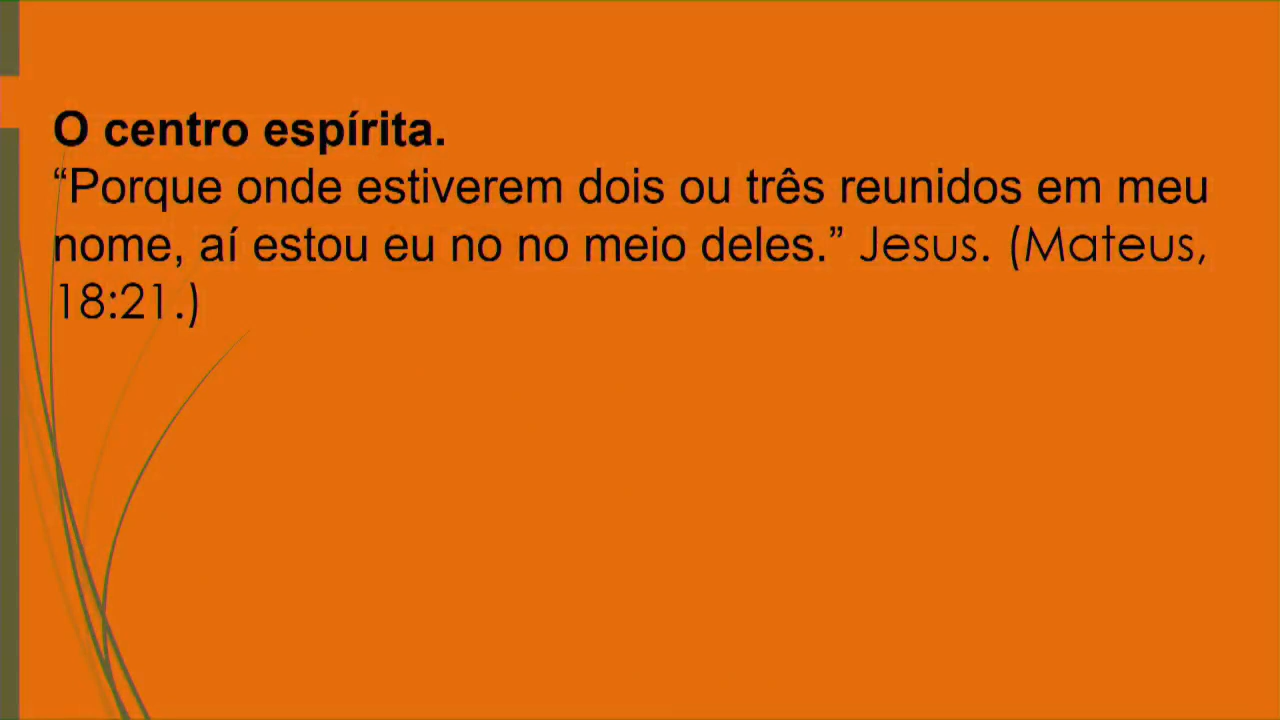 O centro espírita.
“Porque onde estiverem dois ou três reunidos em meu
nome, aí estou eu no no meio deles.” Jesus. (Mateus,
18:21.)